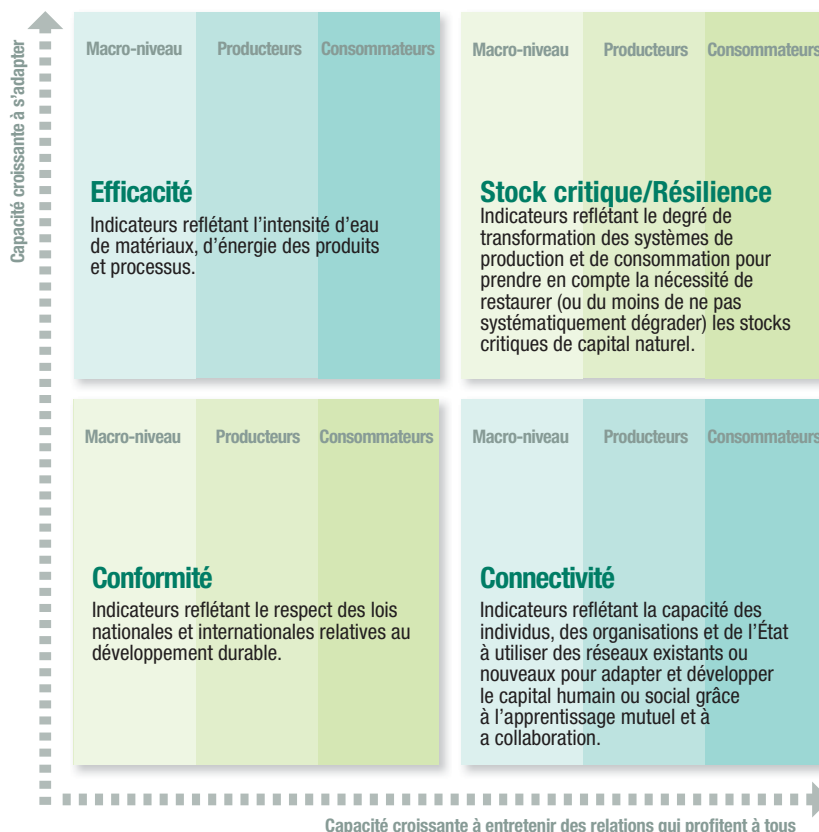 Capacité croissante à s'adapter
Macro-niveau Producteurs Consommateurs
Efficacité
Indicateurs reflétant l'intensité d'eau
de matériaux, d'énergie des produits
et processus.
Macro-niveau Producteurs Consommateurs
Stock critique/Résilience
Indicateurs reflétant le degré de
transformation des systèmes de
production et de consommation pour
prendre en compte la nécessité de
restaurer (ou du moins de ne pas
systématiquement dégrader) les stocks
critiques de capital naturel.
Macro-niveau Producteurs Consommateurs
Conformité
Indicateurs reflétant le respect des lois
nationales et internationales relatives au
développement durable.
Macro-niveau Producteurs Consommateurs
Connectivité
Indicateurs reflétant la capacité des
individus, des organisations et de l'État
à utiliser des réseaux existants ou
nouveaux pour adapter et développer
le capital humain ou social grâce
à l'apprentissage mutuel et à
a collaboration.
Capacité croissante à entretenir des relations qui profitent à tous